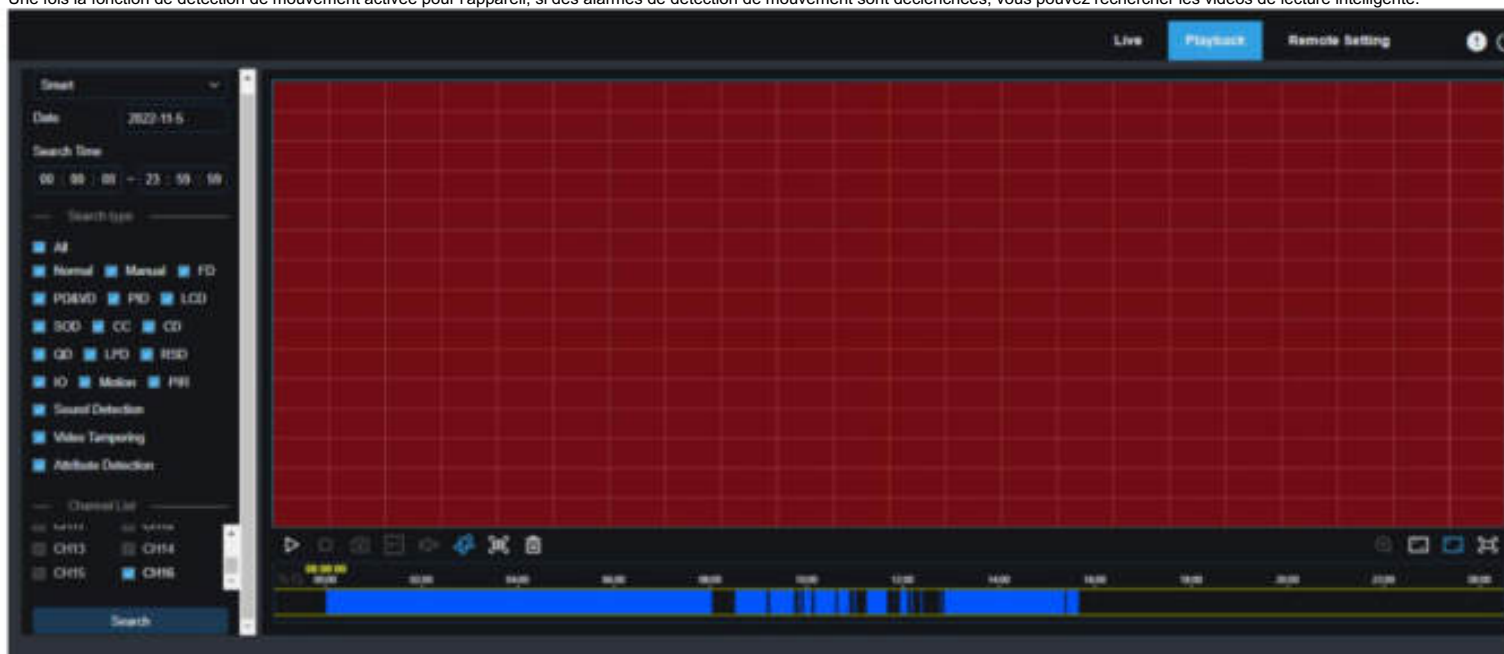 Une fois la fonction de détection de mouvement activée pour l'appareil, si des alarmes de détection de mouvement sont déclenchées, vous pouvez rechercher les vidéos de lecture intelligente.
Live Playback Remote Setting
Smart
Date 2022-11-5
Search Time
00 : 00 : 00 - 23 : 59 : 59
Search type
All
Normal Manual FD
PD&VD PID LCD
SOD CC CD
QD LPD RSD
IO Motion PIR
Sound Detection
Video Tampering
Attribute Detection
Channel List
CH13 CH14
CH15 CH16
Search
00:00:00
00:00 02:00 04:00 06:00 08:00 10:00 12:00 14:00 16:00